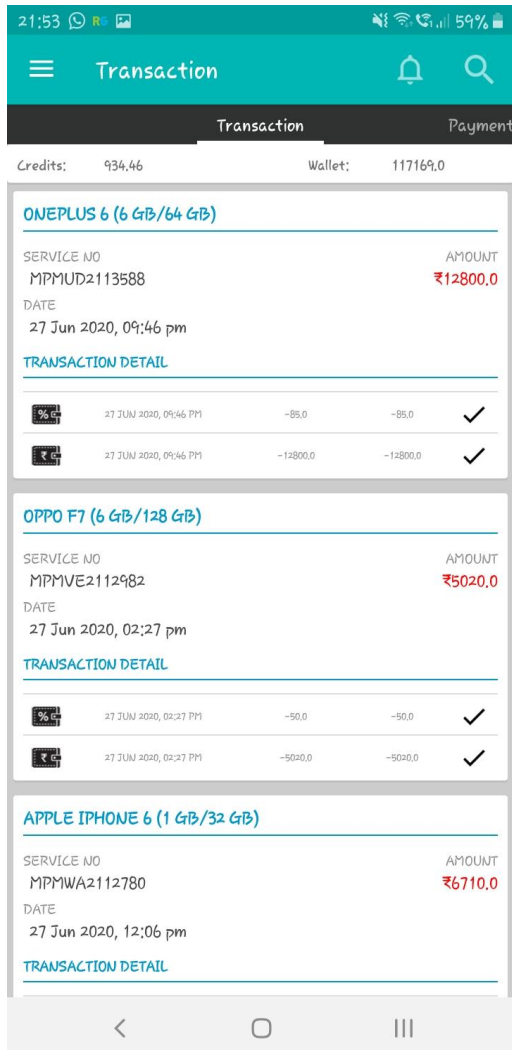 21:53 RG 59%
Transaction
Transaction Payment
Credits: 934.46 Wallet: 117169.0
ONEPLUS 6 (6 GB/64 GB)
SERVICE NO AMOUNT
MPMUD2113588 ₹12800.0
DATE
27 Jun 2020, 09:46 pm
TRANSACTION DETAIL
% 27 JUN 2020, 09:46 PM -85.0 -85.0
₹ 27 JUN 2020, 09:46 PM -12800.0 -12800.0
OPPO F7 (6 GB/128 GB)
SERVICE NO AMOUNT
MPMVE2112982 ₹5020.0
DATE
27 Jun 2020, 02:27 pm
TRANSACTION DETAIL
% 27 JUN 2020, 02:27 PM -50.0 -50.0
₹ 27 JUN 2020, 02:27 PM -5020.0 -5020.0
APPLE IPHONE 6 (1 GB/32 GB)
SERVICE NO AMOUNT
MPMWA2112780 ₹6710.0
DATE
27 Jun 2020, 12:06 pm
TRANSACTION DETAIL